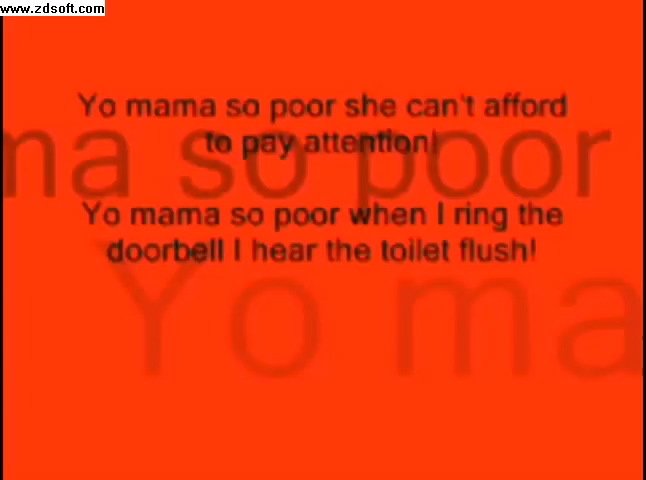 www.zdsoft.com
Yo mama so poor she can't afford
to pay attention!
ma so poor
Yo mama so poor when I ring the
doorbell I hear the toilet flush!
Yo ma